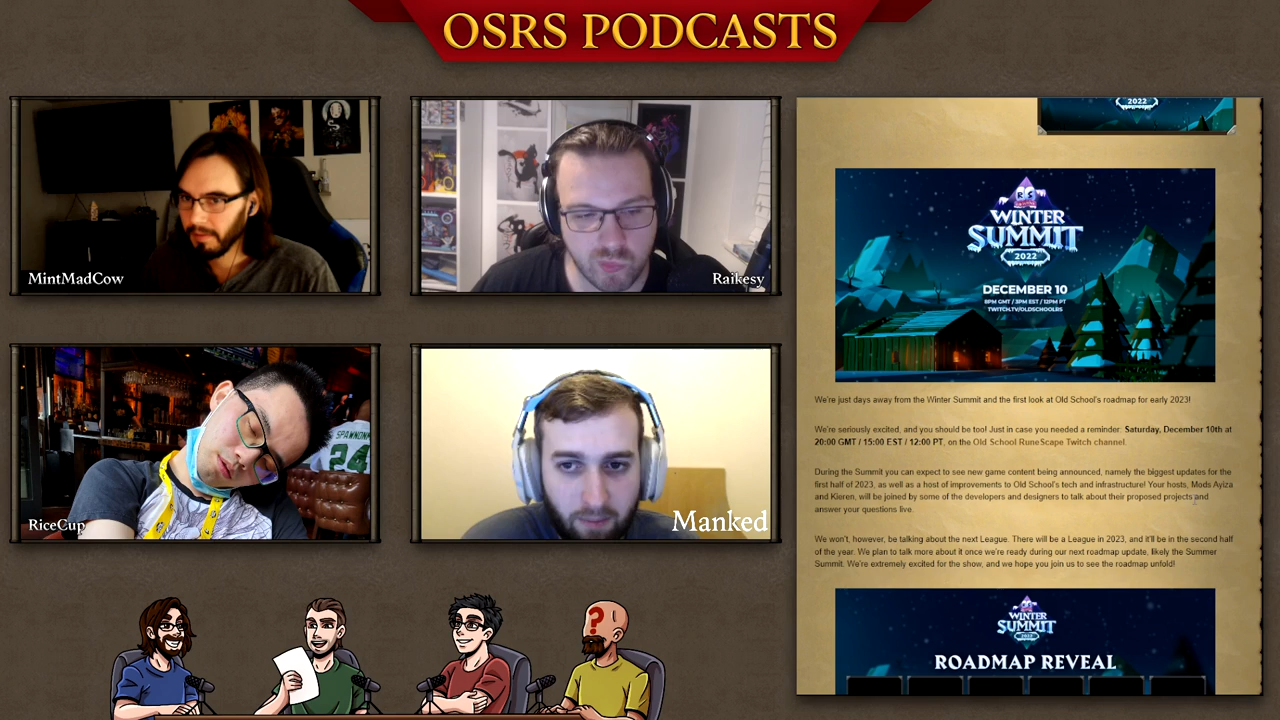 OSRS PODCASTS
MintMadCow
Raikesy
RiceCup
SPAWNON
24
Manked
?
2022
WINTER
SUMMIT
2022
DECEMBER 10
8PM GMT / 3PM EST / 12PM PT
TWITCH.TV/OLDSCHOOLRS
We're just days away from the Winter Summit and the first look at Old School's roadmap for early 2023!
We're seriously excited, and you should be too! Just in case you needed a reminder: Saturday, December 10th at
20:00 GMT / 15:00 EST / 12:00 PT, on the Old School RuneScape Twitch channel.
During the Summit you can expect to see new game content being announced, namely the biggest updates for the
first half of 2023, as well as a host of improvements to Old School's tech and infrastructure! Your hosts, Mods Ayiza
and Kieren, will be joined by some of the developers and designers to talk about their proposed projects and
answer your questions live.
We won't, however, be talking about the next League. There will be a League in 2023, and it'll be in the second half
of the year. We plan to talk more about it once we're ready during our next roadmap update, likely the Summer
Summit. We're extremely excited for the show, and we hope you join us to see the roadmap unfold!
WINTER
SUMMIT
2022
ROADMAP REVEAL